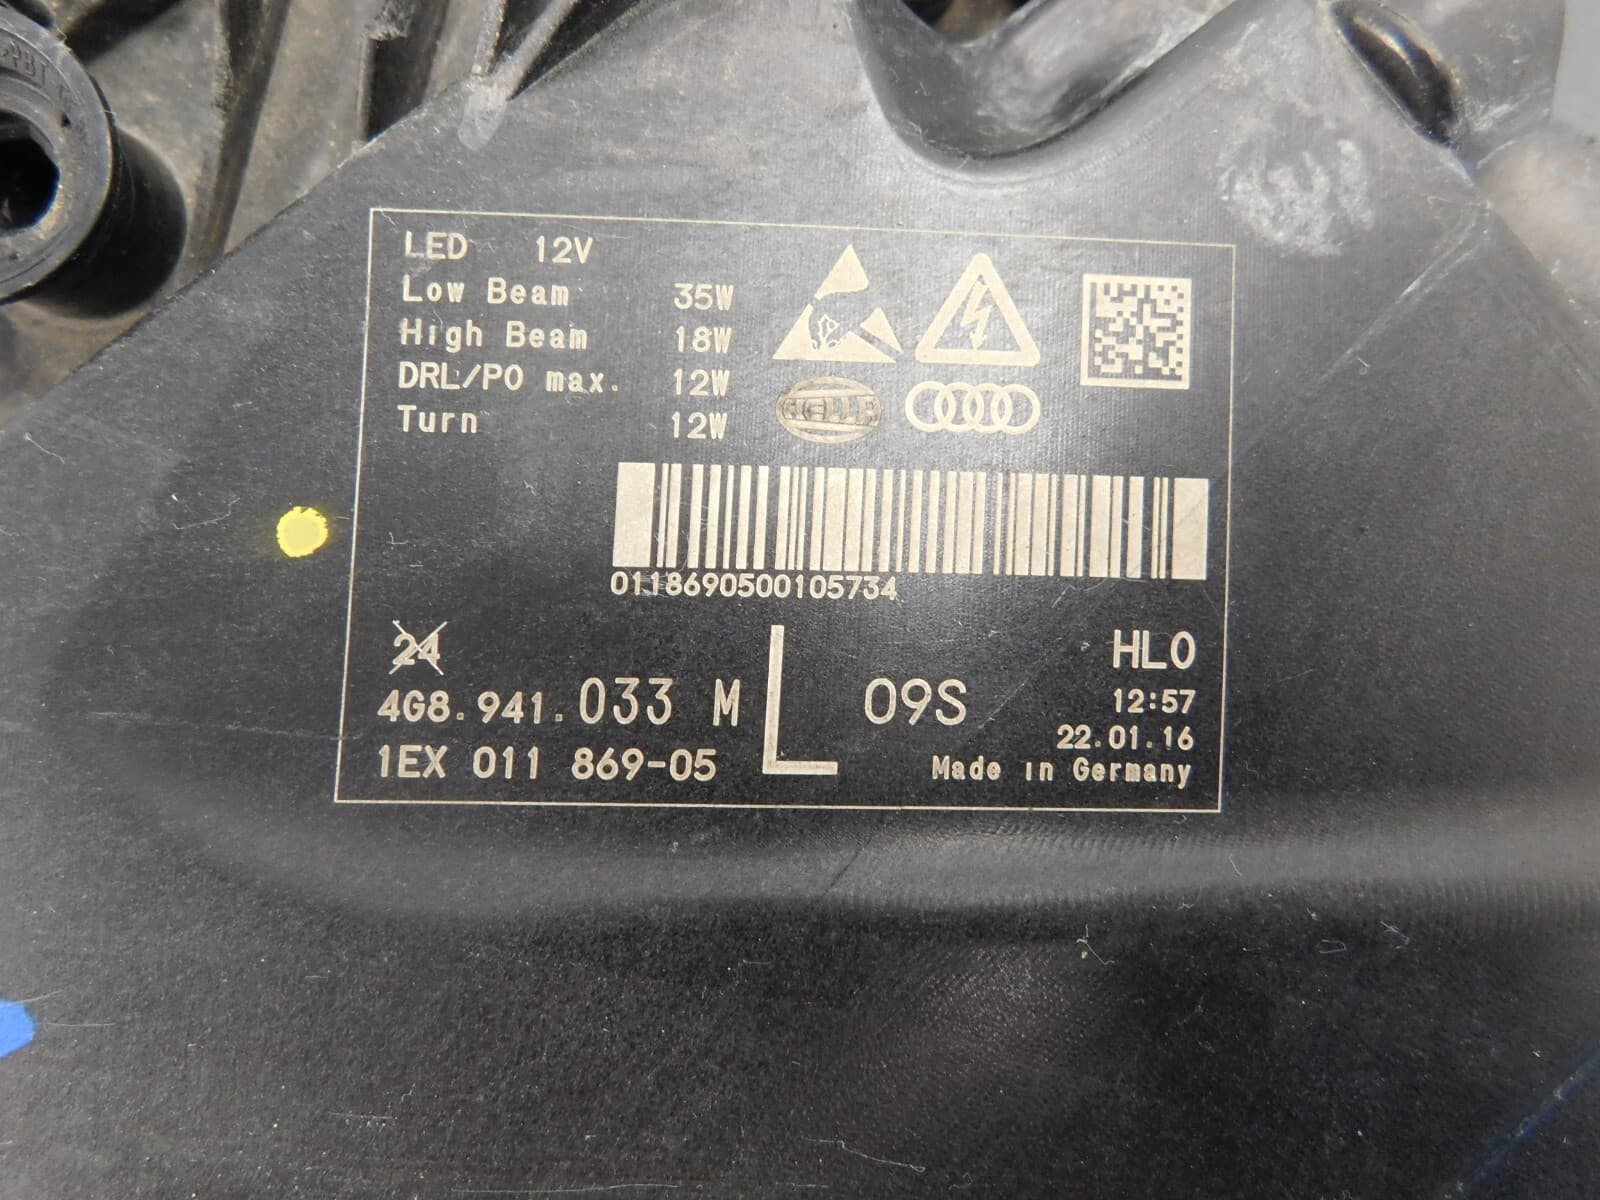 LED 12V
Low Beam 35W
High Beam 18W
DRL/PO max. 12W
Turn 12W
HELLA
0118690500105734
24
4G8.941.033 M L 09S
1EX 011 869-05
HL0
12:57
22.01.16
Made in Germany